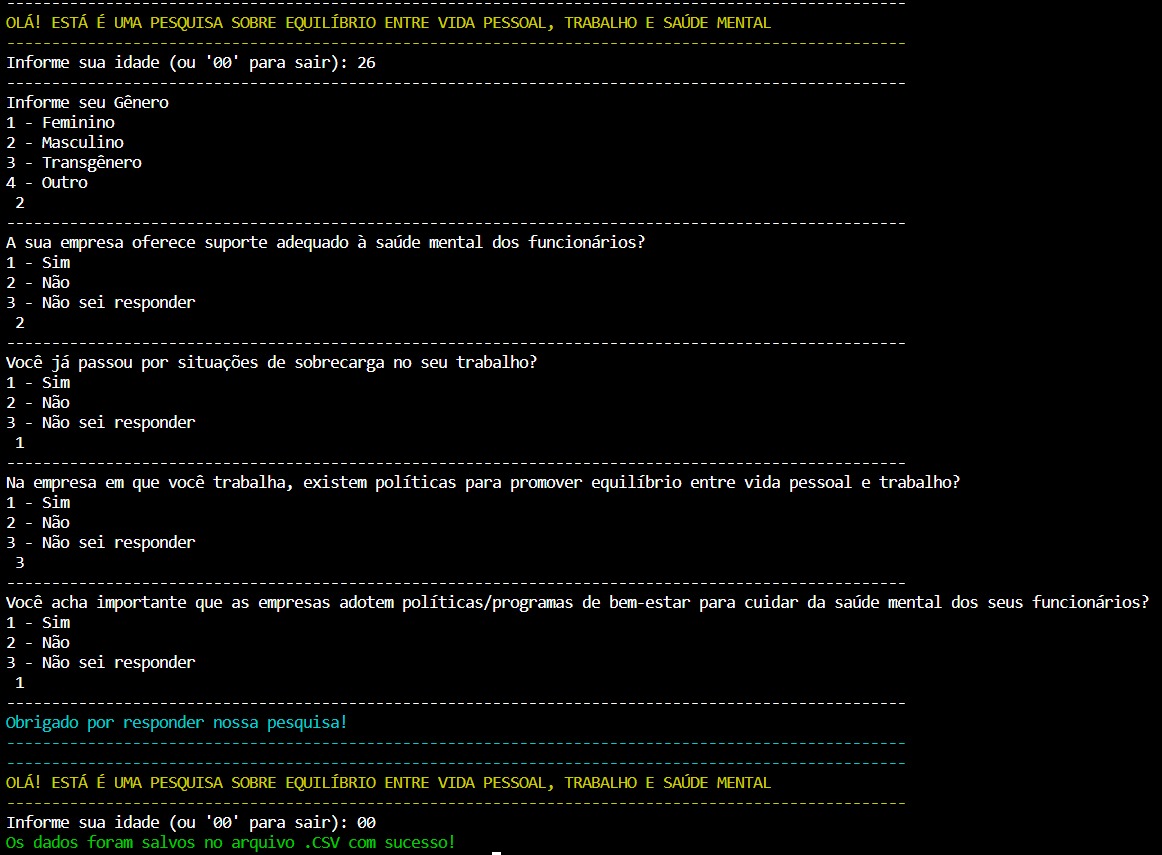 ----------------------------------------------------------------------------------------------------
OLÁ! ESTÁ É UMA PESQUISA SOBRE EQUILÍBRIO ENTRE VIDA PESSOAL, TRABALHO E SAÚDE MENTAL
----------------------------------------------------------------------------------------------------
Informe sua idade (ou '00' para sair): 26
----------------------------------------------------------------------------------------------------
Informe seu Gênero
1 - Feminino
2 - Masculino
3 - Transgênero
4 - Outro
2
----------------------------------------------------------------------------------------------------
A sua empresa oferece suporte adequado à saúde mental dos funcionários?
1 - Sim
2 - Não
3 - Não sei responder
2
----------------------------------------------------------------------------------------------------
Você já passou por situações de sobrecarga no seu trabalho?
1 - Sim
2 - Não
3 - Não sei responder
1
----------------------------------------------------------------------------------------------------
Na empresa em que você trabalha, existem políticas para promover equilíbrio entre vida pessoal e trabalho?
1 - Sim
2 - Não
3 - Não sei responder
3
----------------------------------------------------------------------------------------------------
Você acha importante que as empresas adotem políticas/programas de bem-estar para cuidar da saúde mental dos seus funcionários?
1 - Sim
2 - Não
3 - Não sei responder
1
----------------------------------------------------------------------------------------------------
Obrigado por responder nossa pesquisa!
----------------------------------------------------------------------------------------------------
----------------------------------------------------------------------------------------------------
OLÁ! ESTÁ É UMA PESQUISA SOBRE EQUILÍBRIO ENTRE VIDA PESSOAL, TRABALHO E SAÚDE MENTAL
----------------------------------------------------------------------------------------------------
Informe sua idade (ou '00' para sair): 00
Os dados foram salvos no arquivo .CSV com sucesso!